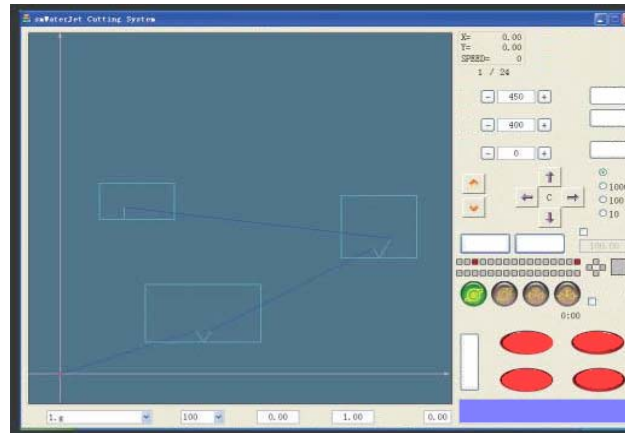 cmWaterJet Cutting System
X= 0.00
Y= 0.00
SPEED= 0
1 / 24
- 450 +
- 400 +
- 0 +
C
1000
100
10
100.00
0:00
1.g 100 0.00 1.00 0.00